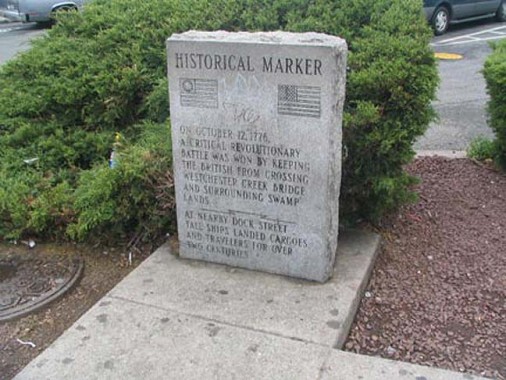 HISTORICAL MARKER
ON OCTOBER 12, 1776,
A CRITICAL REVOLUTIONARY
BATTLE WAS WON BY KEEPING
THE BRITISH FROM CROSSING
WESTCHESTER CREEK BRIDGE
AND SURROUNDING SWAMP
LANDS.
AT NEARBY DOCK STREET
TALL SHIPS LANDED CARGOES
AND TRAVELERS FOR OVER
TWO CENTURIES